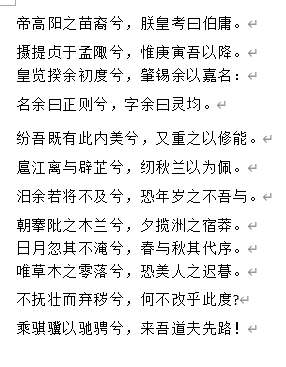 帝高阳之苗裔兮，朕皇考曰伯庸。
摄提贞于孟陬兮，惟庚寅吾以降。
皇览揆余初度兮，肇锡余以嘉名：
名余曰正则兮，字余曰灵均。
纷吾既有此内美兮，又重之以修能。
扈江离与辟芷兮，纫秋兰以为佩。
汩余若将不及兮，恐年岁之不吾与。
朝搴阰之木兰兮，夕揽洲之宿莽。
日月忽其不淹兮，春与秋其代序。
唯草木之零落兮，恐美人之迟暮。
不抚壮而弃秽兮，何不改乎此度?
乘骐骥以驰骋兮，来吾道夫先路！